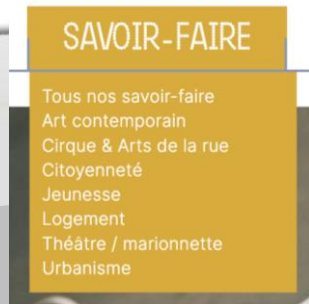 SAVOIR-FAIRE
Tous nos savoir-faire
Art contemporain
Cirque & Arts de la rue
Citoyenneté
Jeunesse
Logement
Théâtre / marionnette
Urbanisme